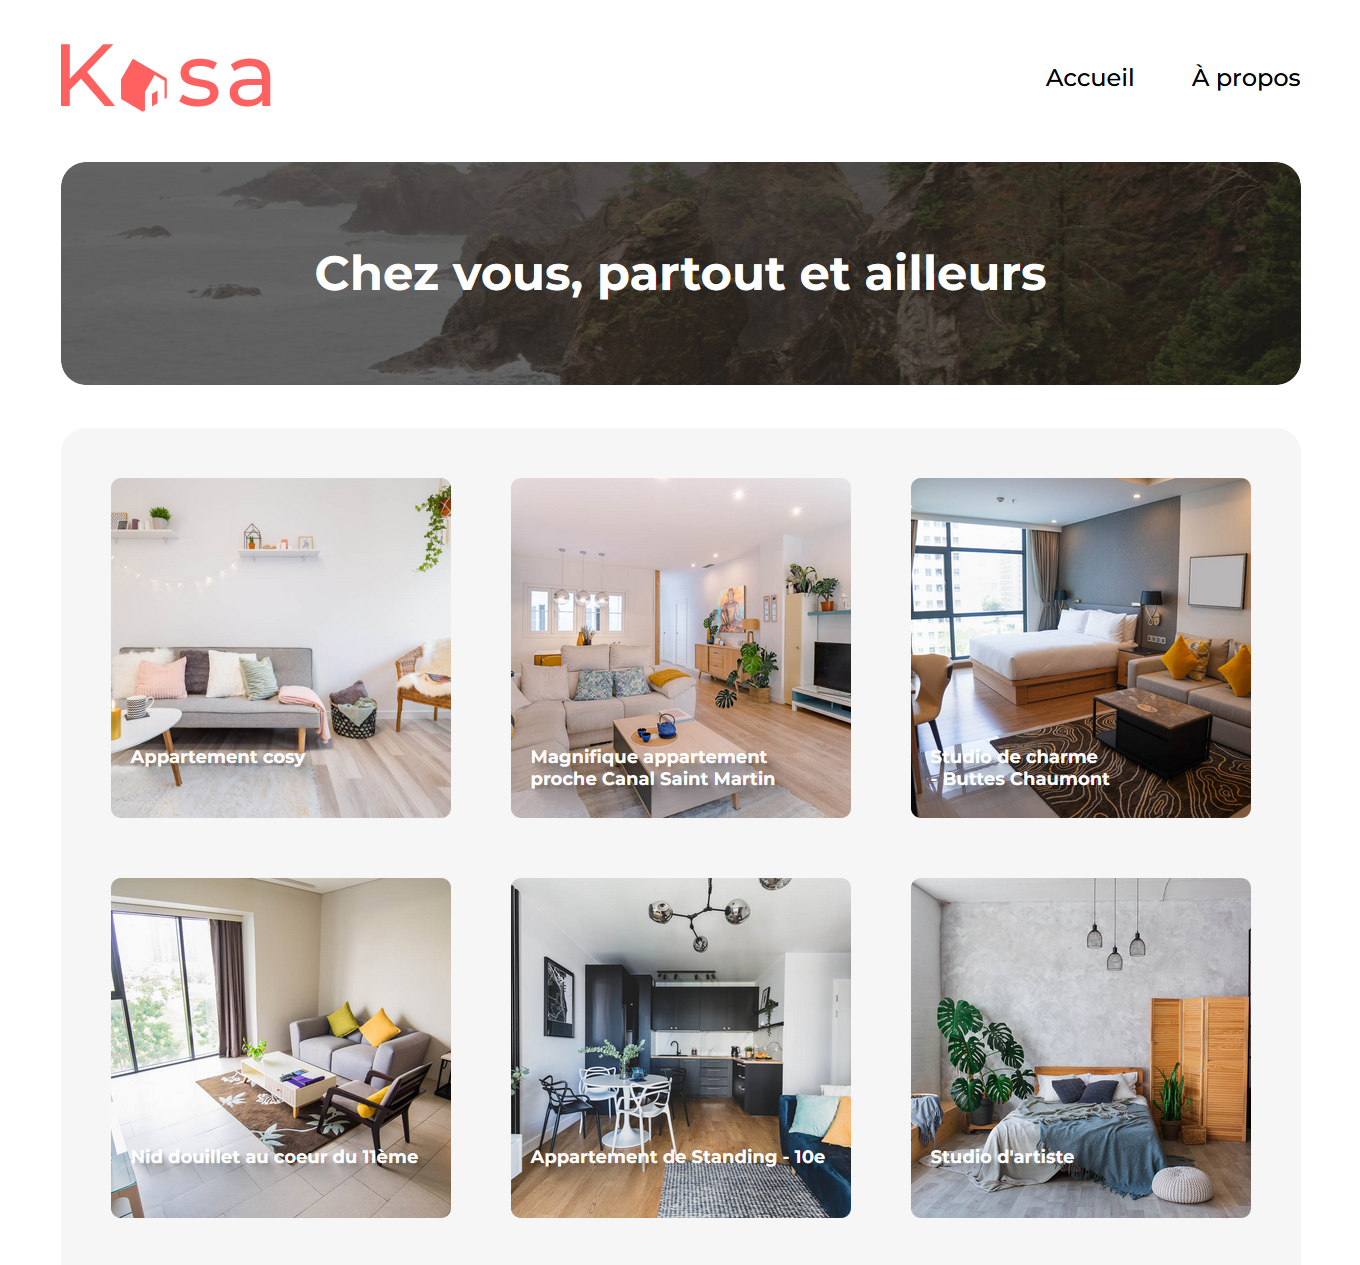 Kasa
Accueil
À propos
Chez vous, partout et ailleurs
Appartement cosy
Magnifique appartement
proche Canal Saint Martin
Studio de charme
- Buttes Chaumont
Nid douillet au coeur du 11ème
Appartement de Standing - 10e
Studio d'artiste